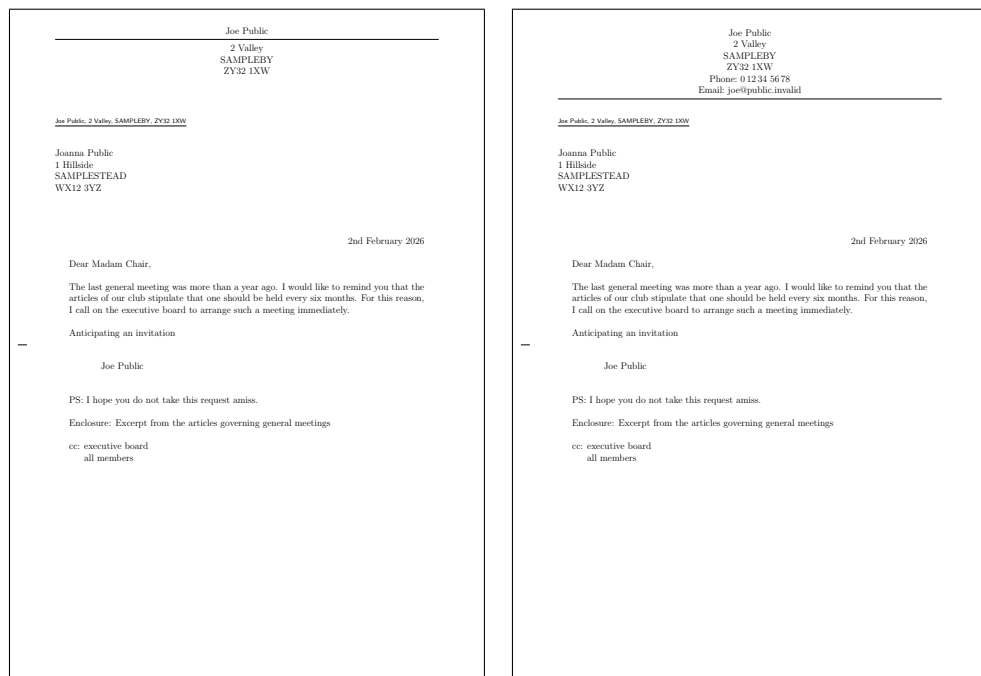 Joe Public
2 Valley
SAMPLEBY
ZY32 1XW
Joe Public, 2 Valley, SAMPLEBY, ZY32 1XW
Joanna Public
1 Hillside
SAMPLESTEAD
WX12 3YZ
2nd February 2026
Dear Madam Chair,
The last general meeting was more than a year ago. I would like to remind you that the
articles of our club stipulate that one should be held every six months. For this reason,
I call on the executive board to arrange such a meeting immediately.
Anticipating an invitation
Joe Public
PS: I hope you do not take this request amiss.
Enclosure: Excerpt from the articles governing general meetings
cc: executive board
all members
Joe Public
2 Valley
SAMPLEBY
ZY32 1XW
Phone: 0 12 34 56 78
Email: joe@public.invalid
Joe Public, 2 Valley, SAMPLEBY, ZY32 1XW
Joanna Public
1 Hillside
SAMPLESTEAD
WX12 3YZ
2nd February 2026
Dear Madam Chair,
The last general meeting was more than a year ago. I would like to remind you that the
articles of our club stipulate that one should be held every six months. For this reason,
I call on the executive board to arrange such a meeting immediately.
Anticipating an invitation
Joe Public
PS: I hope you do not take this request amiss.
Enclosure: Excerpt from the articles governing general meetings
cc: executive board
all members